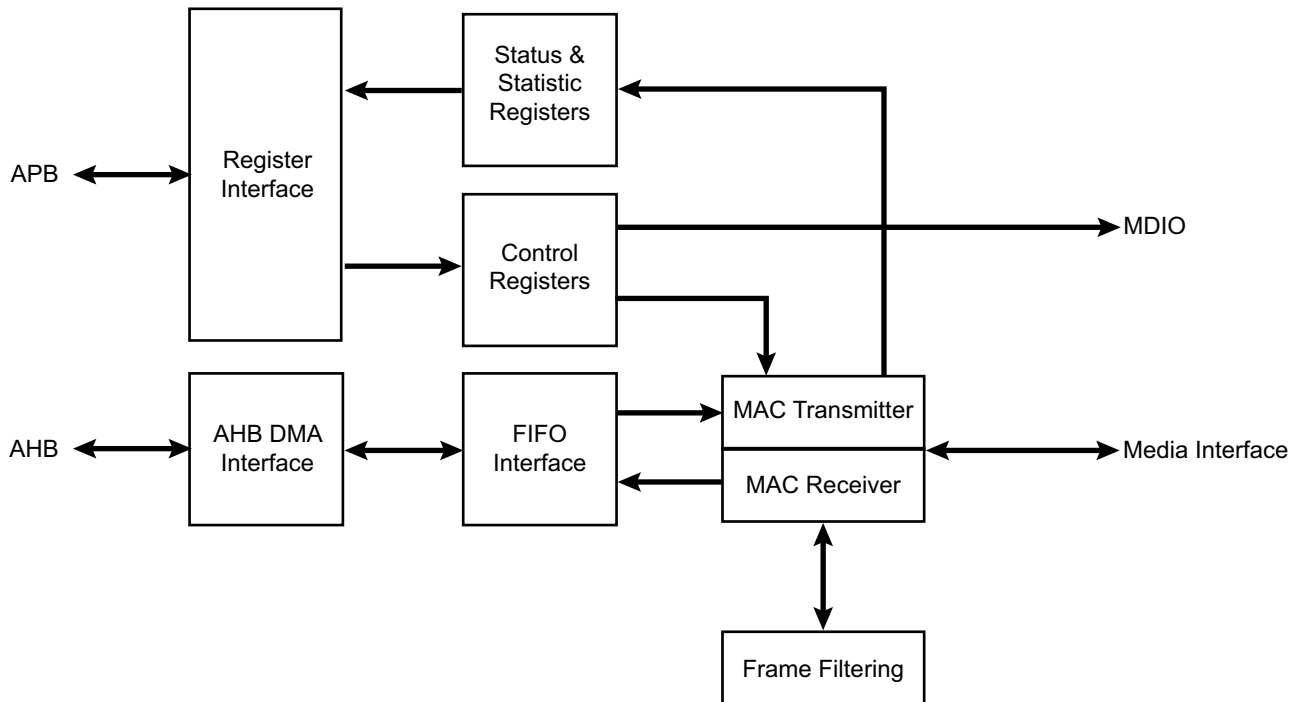 Status &
Statistic
Registers
APB
Register
Interface
MDIO
Control
Registers
MAC Transmitter
AHB
AHB DMA
Interface
FIFO
Interface
Media Interface
MAC Receiver
Frame Filtering